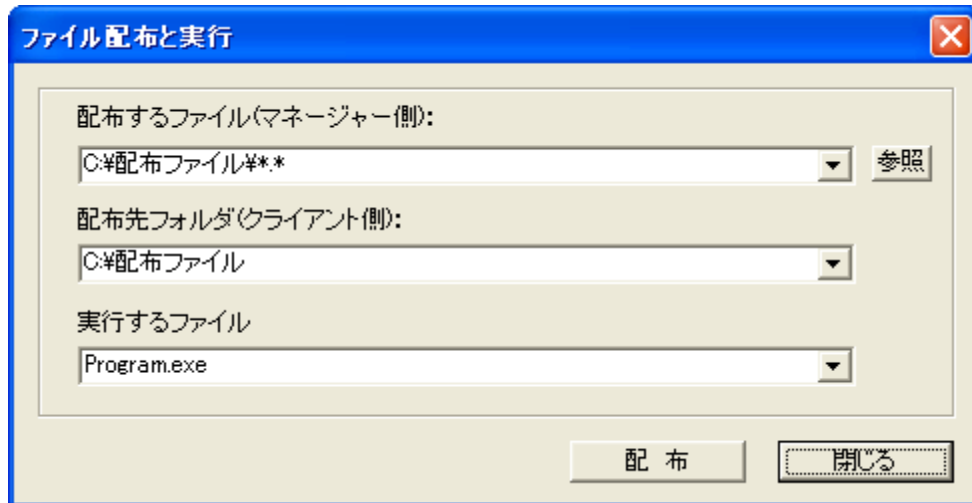 ファイル配布と実行
配布するファイル(マネージャー側):
C:¥配布ファイル¥*.*
参照
配布先フォルダ(クライアント側):
C:¥配布ファイル
実行するファイル
Program.exe
配 布
閉じる